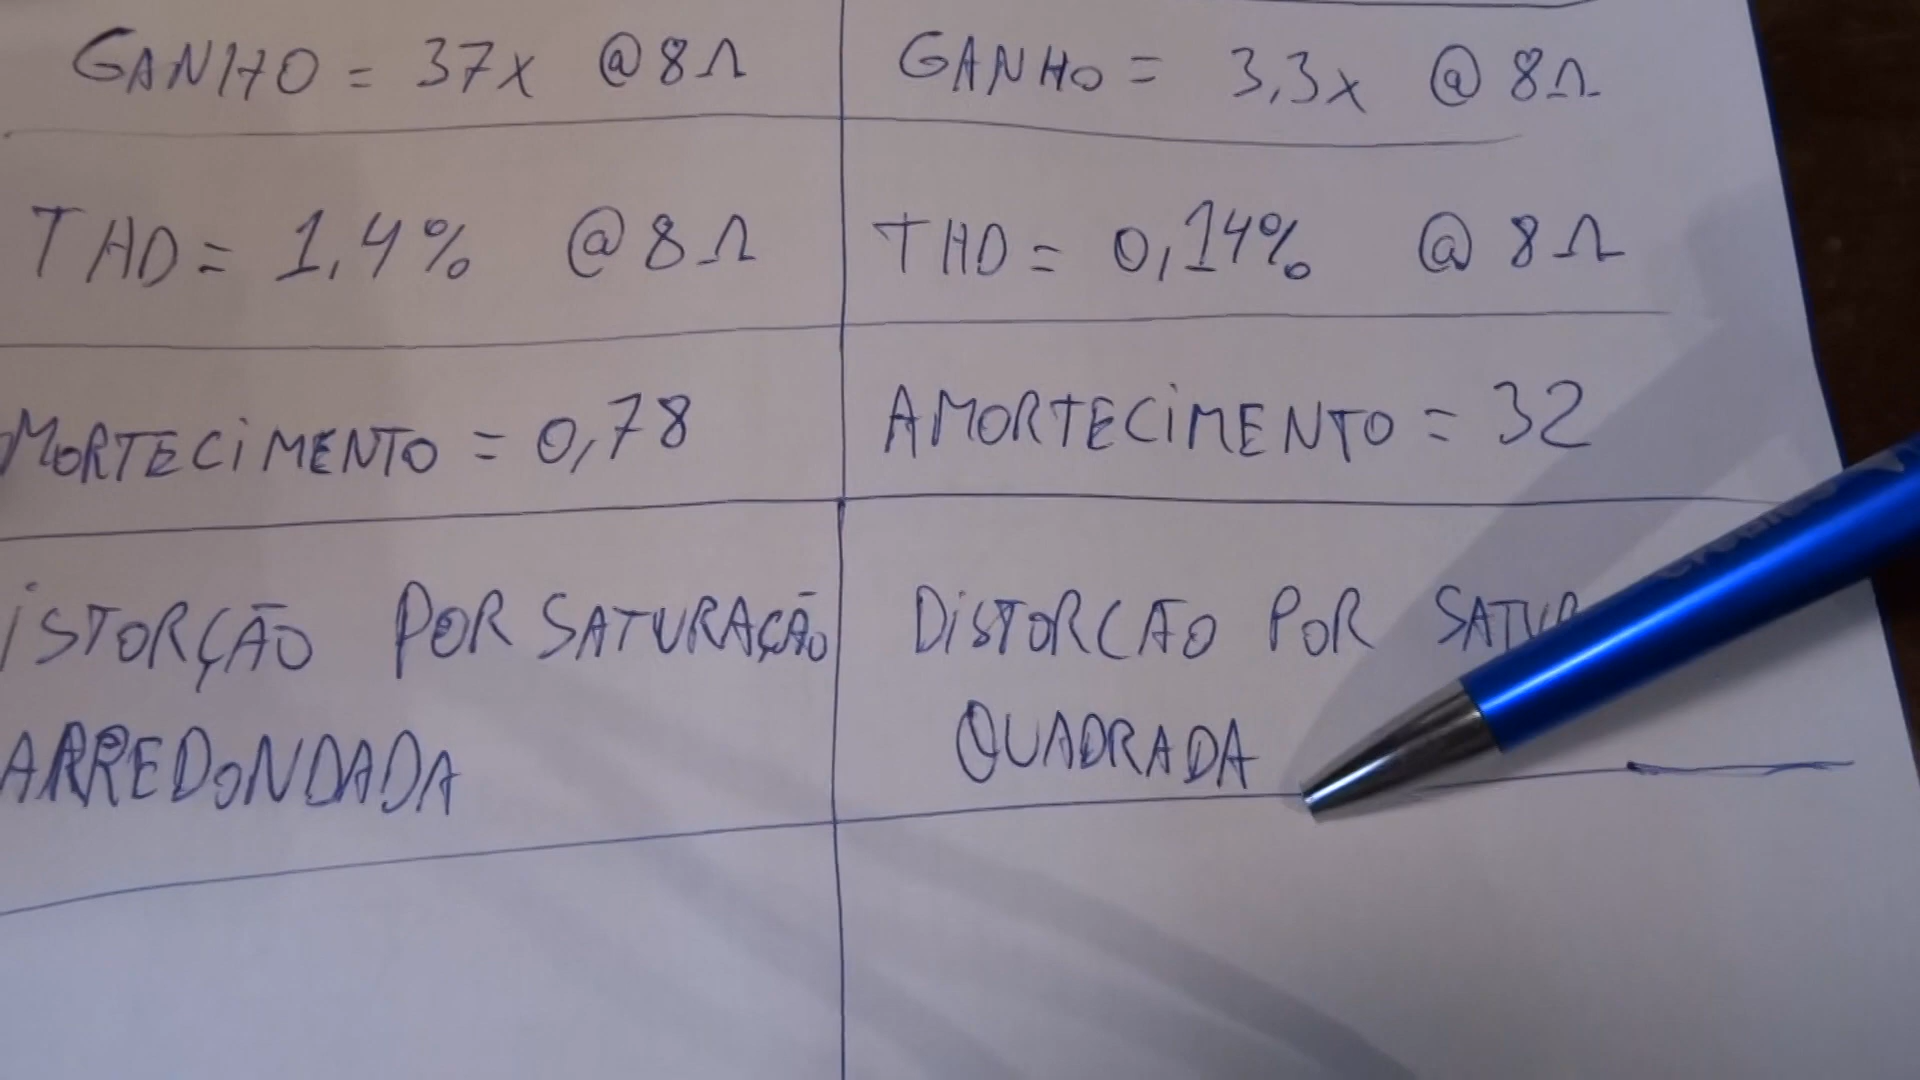 GANHO = 37x @8Ω
GANHO = 3,3x @ 8Ω
THD = 1,4% @8Ω
THD = 0,14% @ 8Ω
MORTECIMENTO = 0,78
AMORTECIMENTO = 32
ISTORÇÃO POR SATURAÇÃO
ARREDONDADA
DISTORCÃO POR SATUR
QUADRADA